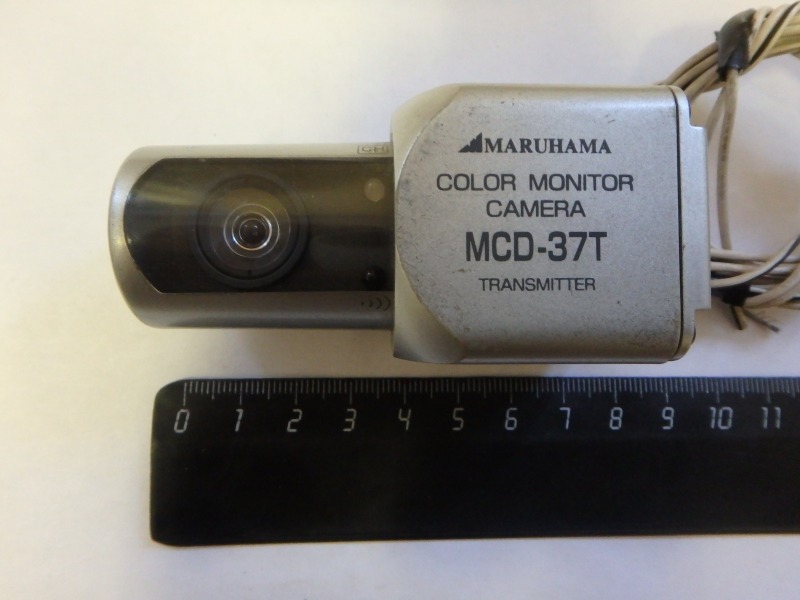 MARUHAMA
COLOR MONITOR
CAMERA
MCD-37T
TRANSMITTER
0 1 2 3 4 5 6 7 8 9 10 11